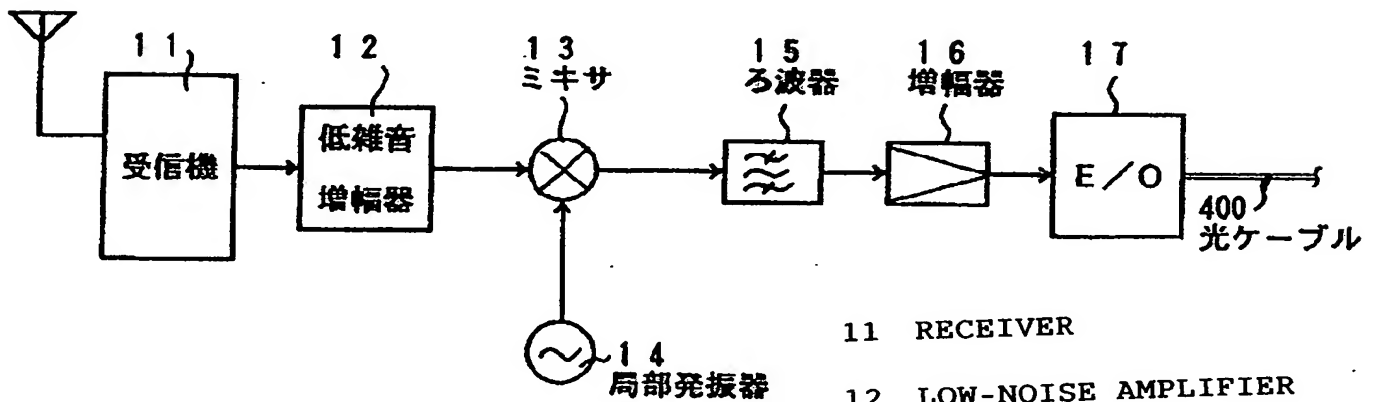 11
受信機
12
低雑音
増幅器
13
ミキサ
14
局部発振器
15
ろ波器
16
増幅器
17
E/O
400
光ケーブル
11 RECEIVER
12 LOW-NOISE AMPLIFIER